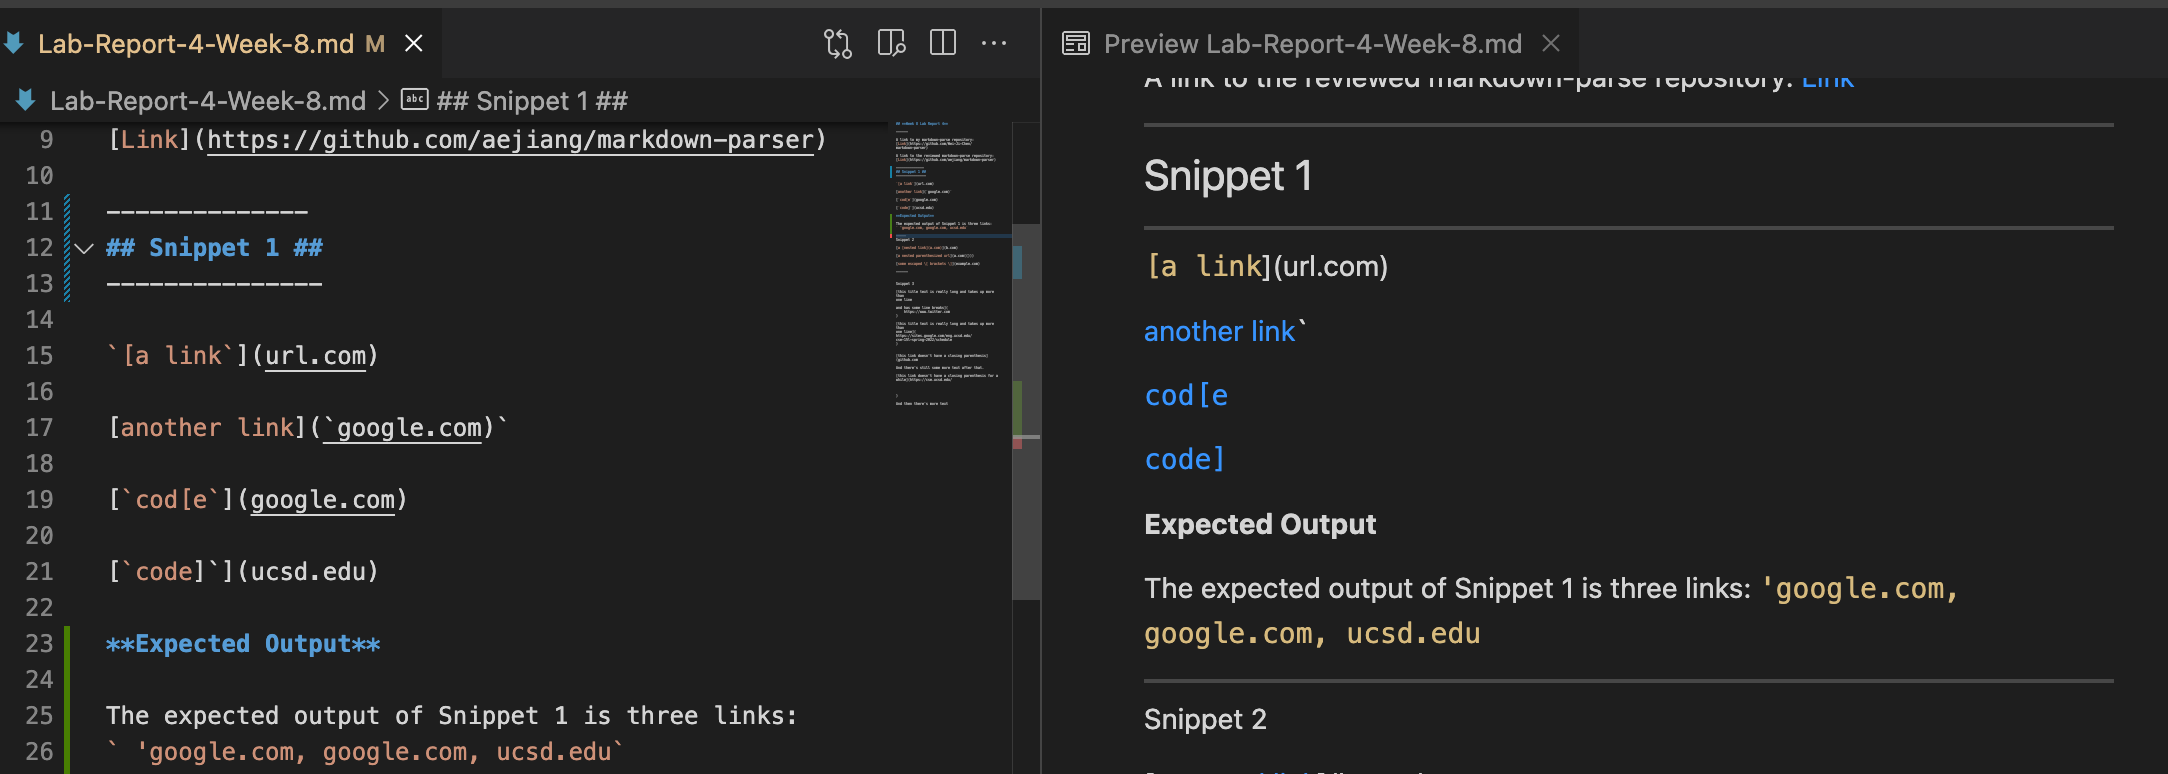 Lab-Report-4-Week-8.md M
Lab-Report-4-Week-8.md > ## Snippet 1 ##
9 [Link](https://github.com/aejiang/markdown-parser)
10
11 --------------
12 ## Snippet 1 ##
13 ---------------
14
15 `[a link`](url.com)
16
17 [another link](`google.com)`
18
19 [`cod[e`](google.com)
20
21 [`code]`](ucsd.edu)
22
23 **Expected Output**
24
25 The expected output of Snippet 1 is three links:
26 ` 'google.com, google.com, ucsd.edu`
Preview Lab-Report-4-Week-8.md
A link to the reviewed markdown-parse repository: Link
Snippet 1
[a link](url.com)
another link`
cod[e
code]
Expected Output
The expected output of Snippet 1 is three links: 'google.com,
google.com, ucsd.edu
Snippet 2